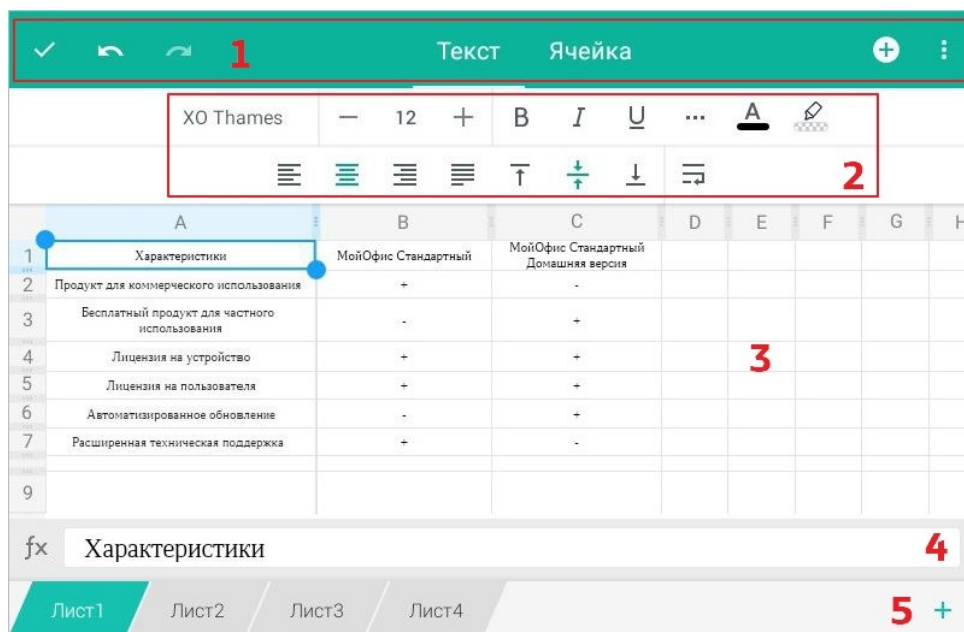 1
Текст Ячейка
XO Thames 12 B I U ... A
2
A B C D E F G H
1 Характеристики МойОфис Стандартный МойОфис Стандартный
Домашняя версия
2 Продукт для коммерческого использования + -
3 Бесплатный продукт для частного
использования - +
3
4 Лицензия на устройство + +
5 Лицензия на пользователя + +
6 Автоматизированное обновление - +
7 Расширенная техническая поддержка + -
9
fx Характеристики 4
Лист1 Лист2 Лист3 Лист4 5 +